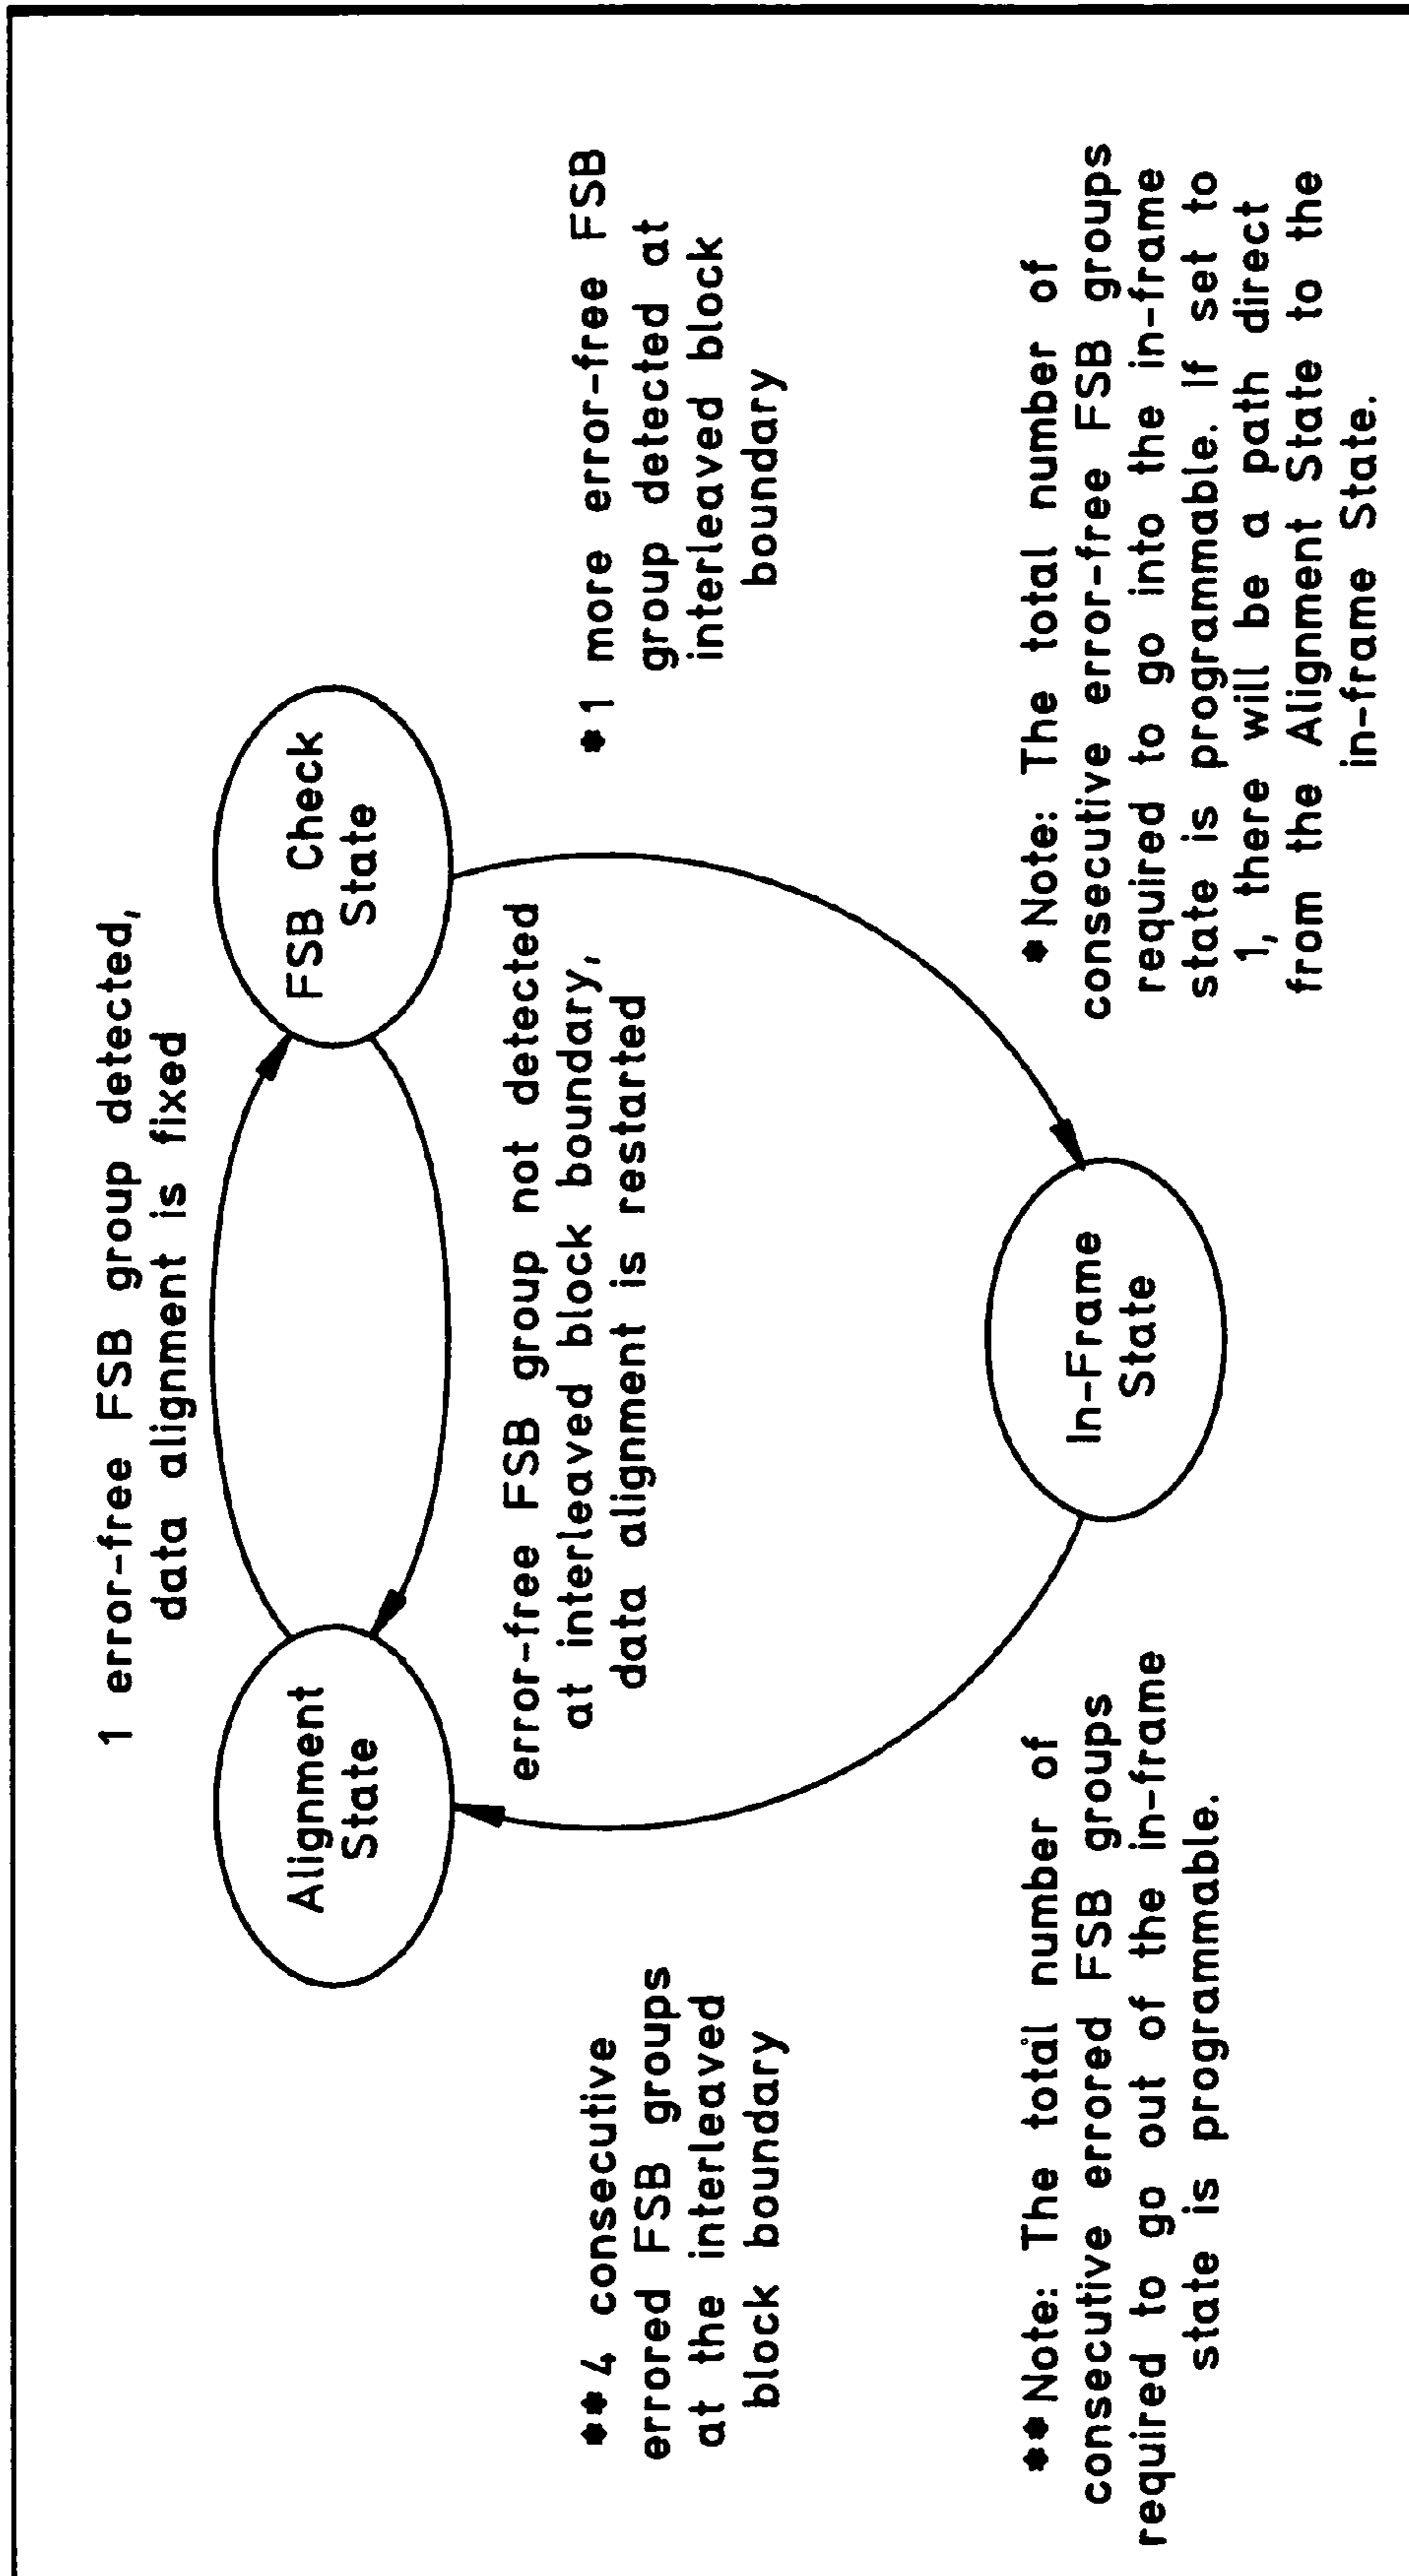 1 error-free FSB group detected,
data alignment is fixed
Alignment
State
FSB Check
State
error-free FSB group not detected
at interleaved block boundary,
data alignment is restarted
** 4 consecutive
errored FSB groups
at the interleaved
block boundary
* 1 more error-free FSB
group detected at
interleaved block
boundary
In-Frame
State
** Note: The total number of
consecutive errored FSB groups
required to go out of the in-frame
state is programmable.
* Note: The total number of
consecutive error-free FSB groups
required to go into the in-frame
state is programmable. If set to
1, there will be a path direct
from the Alignment State to the
in-frame State.